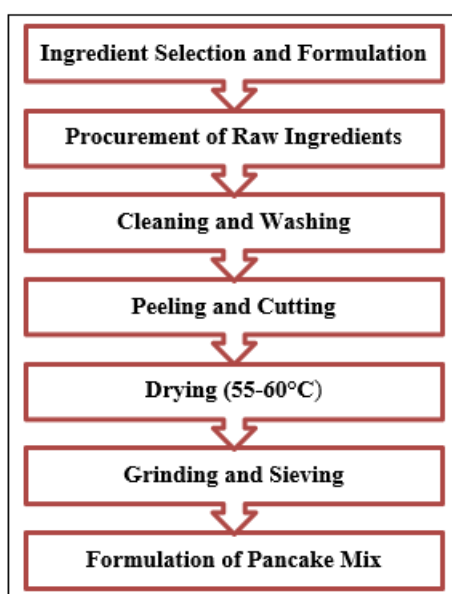 Ingredient Selection and Formulation
Procurement of Raw Ingredients
Cleaning and Washing
Peeling and Cutting
Drying (55-60°C)
Grinding and Sieving
Formulation of Pancake Mix